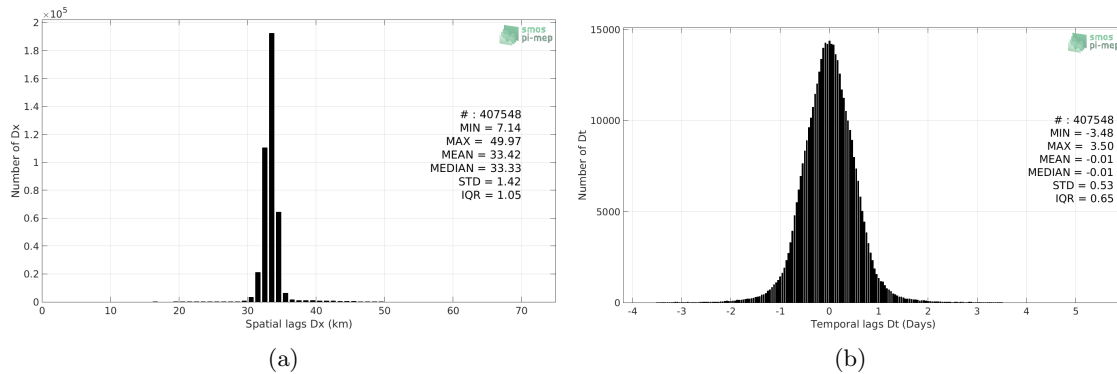 ×10^5
2
1.8
1.6
1.4
1.2
1
0.8
0.6
0.4
0.2
0
Number of Dx
smos
pi-mep
# : 407548
MIN = 7.14
MAX = 49.97
MEAN = 33.42
MEDIAN = 33.33
STD = 1.42
IQR = 1.05
0 10 20 30 40 50 60 70
Spatial lags Dx (km)
(a)
15000
10000
5000
0
Number of Dt
smos
pi-mep
# : 407548
MIN = -3.48
MAX = 3.50
MEAN = -0.01
MEDIAN = -0.01
STD = 0.53
IQR = 0.65
-4 -3 -2 -1 0 1 2 3 4 5
Temporal lags Dt (Days)
(b)